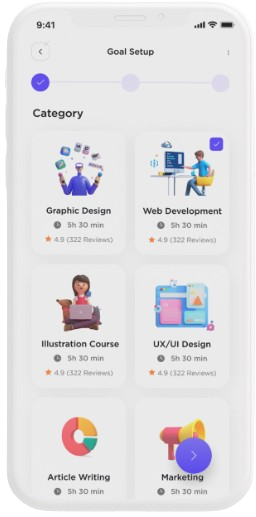 9:41
Goal Setup
Category
Graphic Design
5h 30 min
4.9 (322 Reviews)
Web Development
5h 30 min
4.9 (322 Reviews)
Illustration Course
5h 30 min
4.9 (322 Reviews)
UX/UI Design
5h 30 min
4.9 (322 Reviews)
Article Writing
5h 30 min
Marketing
5h 30 min